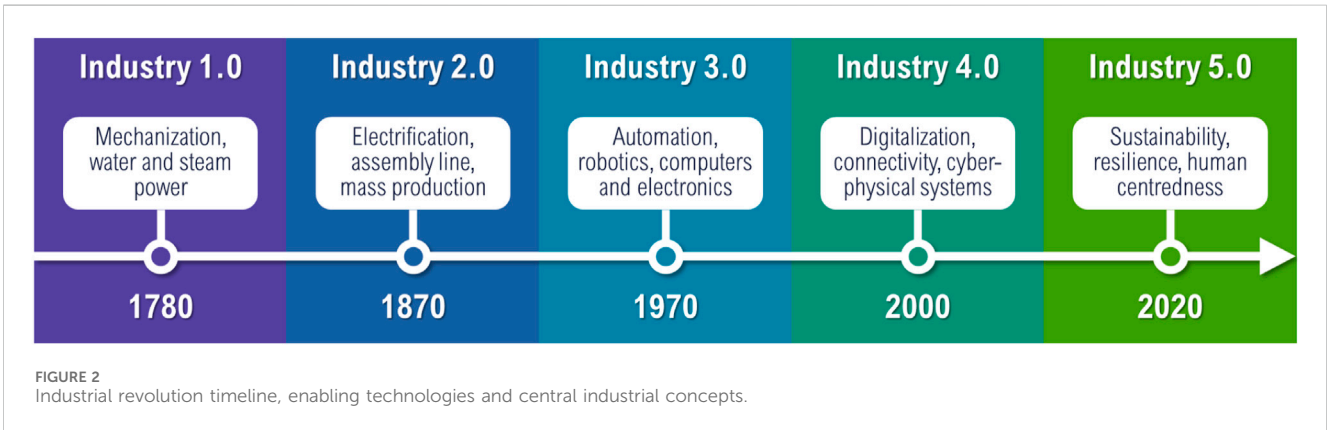 Industry 1.0
Industry 2.0
Industry 3.0
Industry 4.0
Industry 5.0
Mechanization,
water and steam
power
Electrification,
assembly line,
mass production
Automation,
robotics, computers
and electronics
Digitalization,
connectivity, cyber-
physical systems
Sustainability,
resilience, human
centredness
1780
1870
1970
2000
2020
FIGURE 2
Industrial revolution timeline, enabling technologies and central industrial concepts.